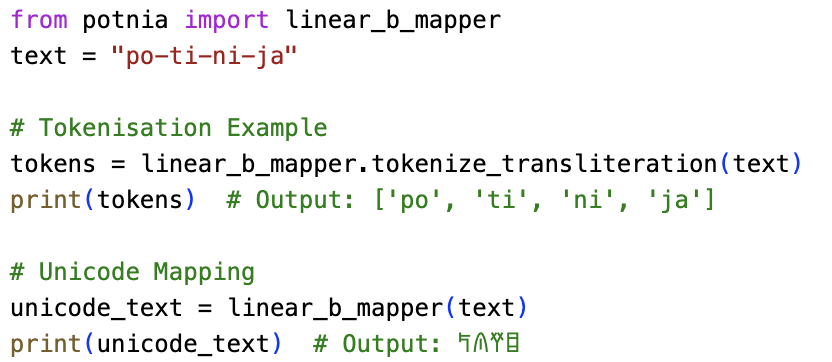 from potnia import linear_b_mapper
text = "po-ti-ni-ja"
# Tokenisation Example
tokens = linear_b_mapper.tokenize_transliteration(text)
print(tokens)  # Output: ['po', 'ti', 'ni', 'ja']
# Unicode Mapping
unicode_text = linear_b_mapper(text)
print(unicode_text)  # Output: 𐀡𐀴𐀛𐀊